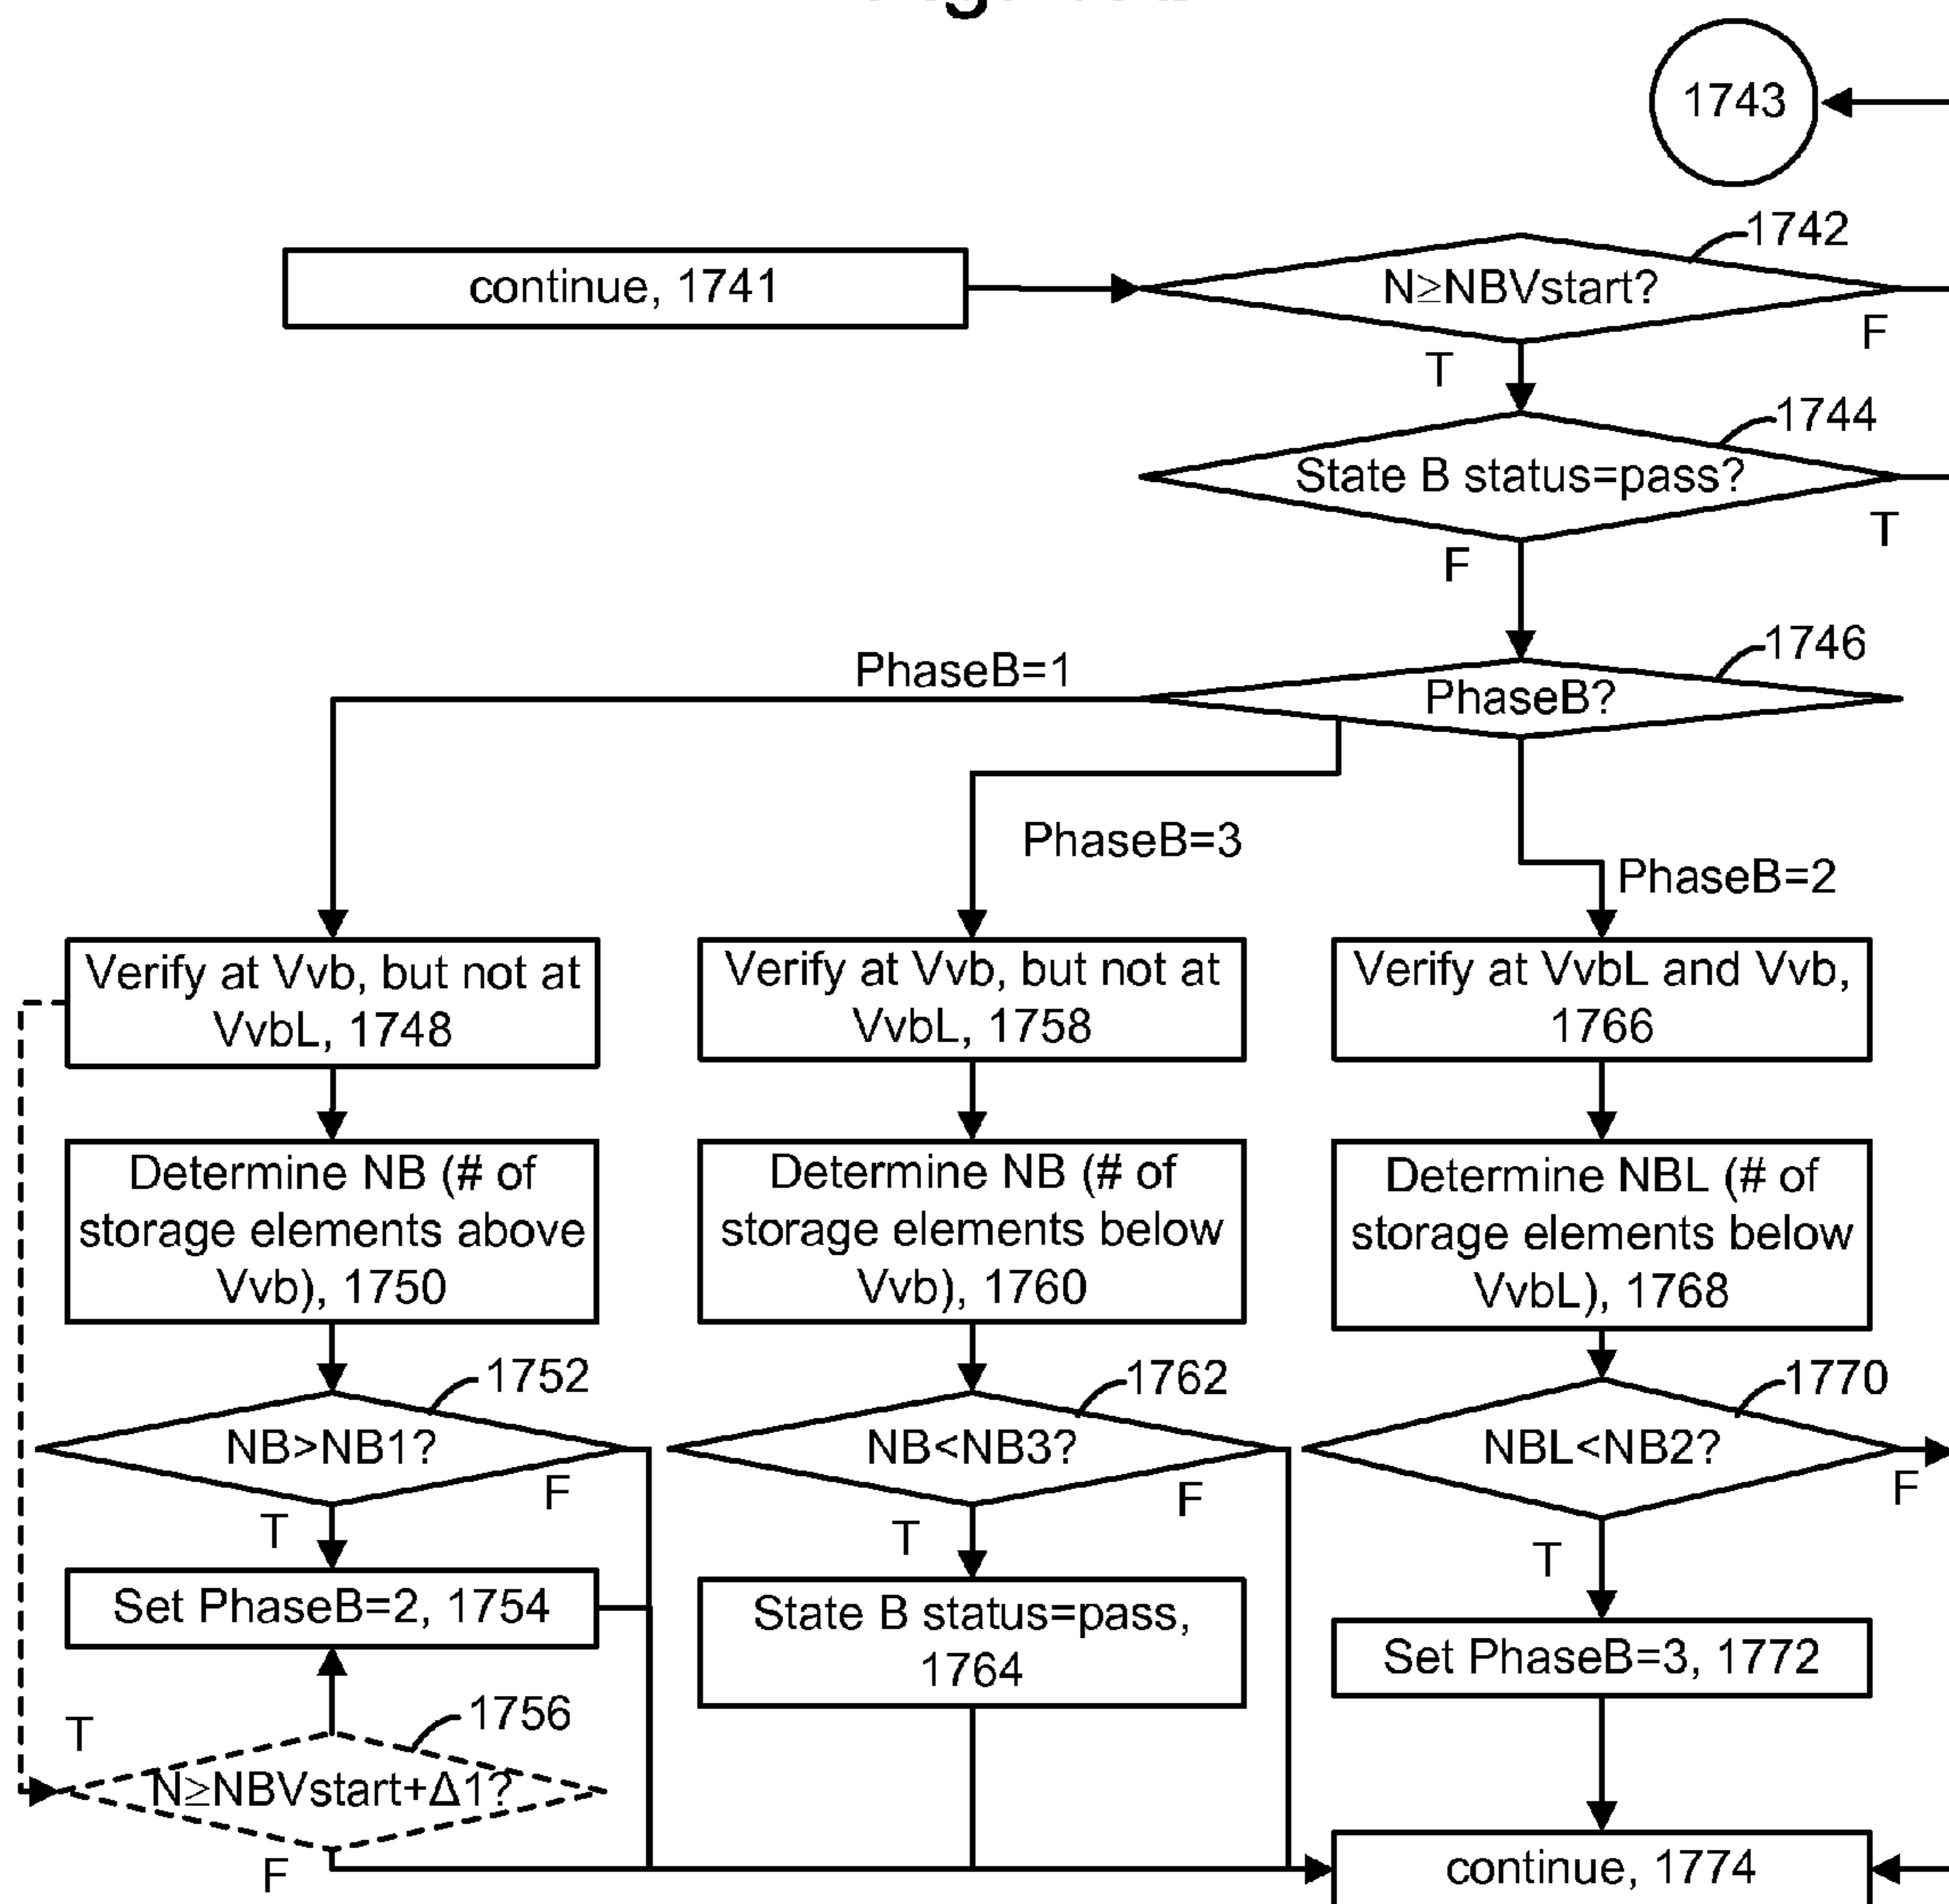 1743
1742
continue, 1741
N≥NBVstart?
F
T
1744
State B status=pass?
T
F
1746
PhaseB=1
PhaseB?
PhaseB=3
PhaseB=2
Verify at Vvb, but not at
VvbL, 1748
Verify at Vvb, but not at
VvbL, 1758
Verify at VvbL and Vvb,
1766
Determine NB (# of
storage elements above
Vvb), 1750
Determine NB (# of
storage elements below
Vvb), 1760
Determine NBL (# of
storage elements below
VvbL), 1768
1752
1762
1770
NB>NB1?
NB<NB3?
NBL<NB2?
F
F
F
T
T
T
Set PhaseB=2, 1754
State B status=pass,
1764
Set PhaseB=3, 1772
1756
T
N≥NBVstart+Δ1?
F
continue, 1774